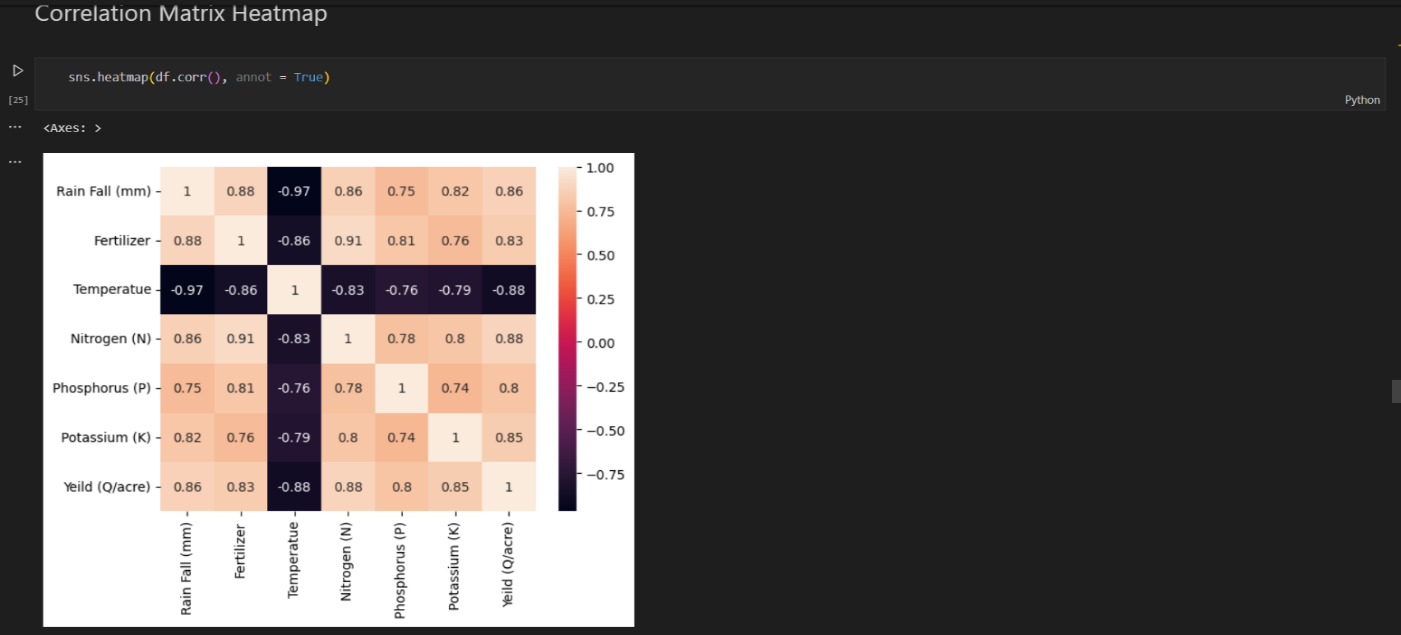 Correlation Matrix Heatmap
sns.heatmap(df.corr(), annot = True)
[25]
Python
... <Axes: >
...
Rain Fall (mm) 1 0.88 -0.97 0.86 0.75 0.82 0.86
Fertilizer 0.88 1 -0.86 0.91 0.81 0.76 0.83
Temperatue -0.97 -0.86 1 -0.83 -0.76 -0.79 -0.88
Nitrogen (N) 0.86 0.91 -0.83 1 0.78 0.8 0.88
Phosphorus (P) 0.75 0.81 -0.76 0.78 1 0.74 0.8
Potassium (K) 0.82 0.76 -0.79 0.8 0.74 1 0.85
Yeild (Q/acre) 0.86 0.83 -0.88 0.88 0.8 0.85 1
Rain Fall (mm)
Fertilizer
Temperatue
Nitrogen (N)
Phosphorus (P)
Potassium (K)
Yeild (Q/acre)
1.00
0.75
0.50
0.25
0.00
−0.25
−0.50
−0.75